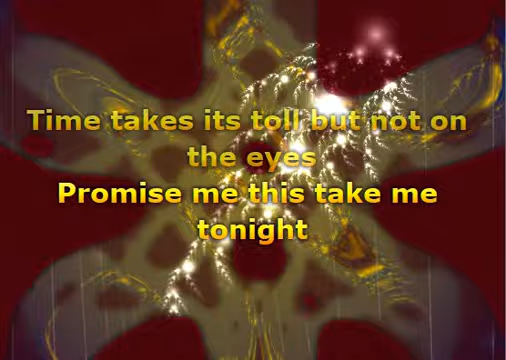 Time takes its toll but not on
the eyes
Promise me this take me
tonight